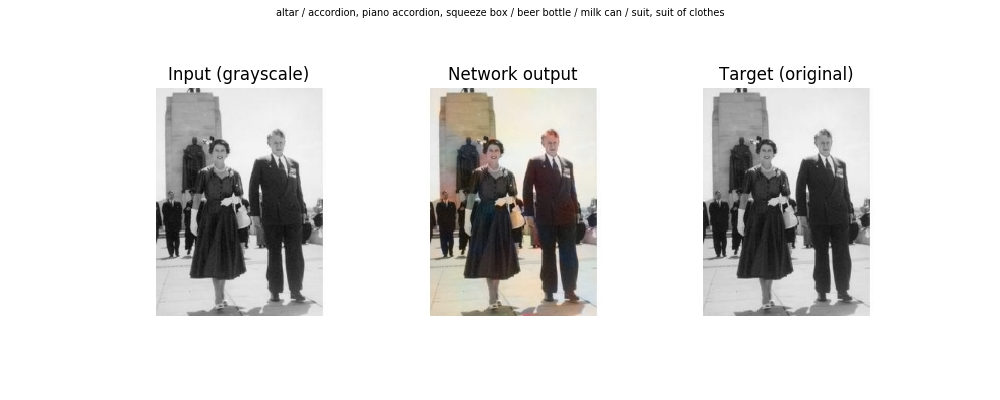 altar / accordion, piano accordion, squeeze box / beer bottle / milk can / suit, suit of clothes
Input (grayscale)
Network output
Target (original)